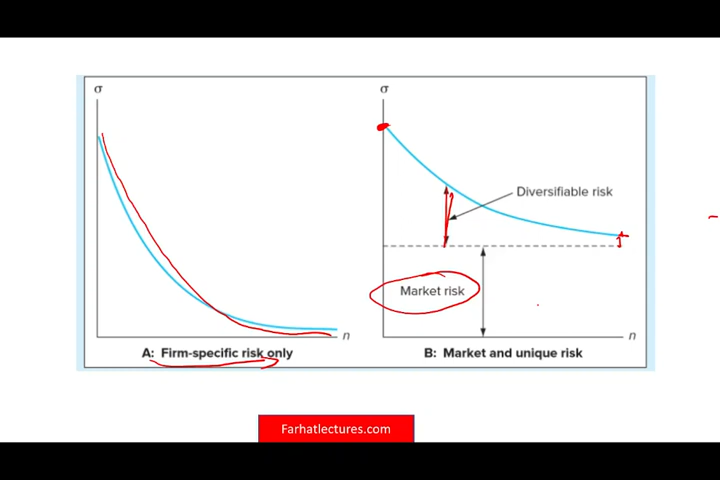 σ
σ
Diversifiable risk
Market risk
n
n
A: Firm-specific risk only
B: Market and unique risk
Farhatlectures.com